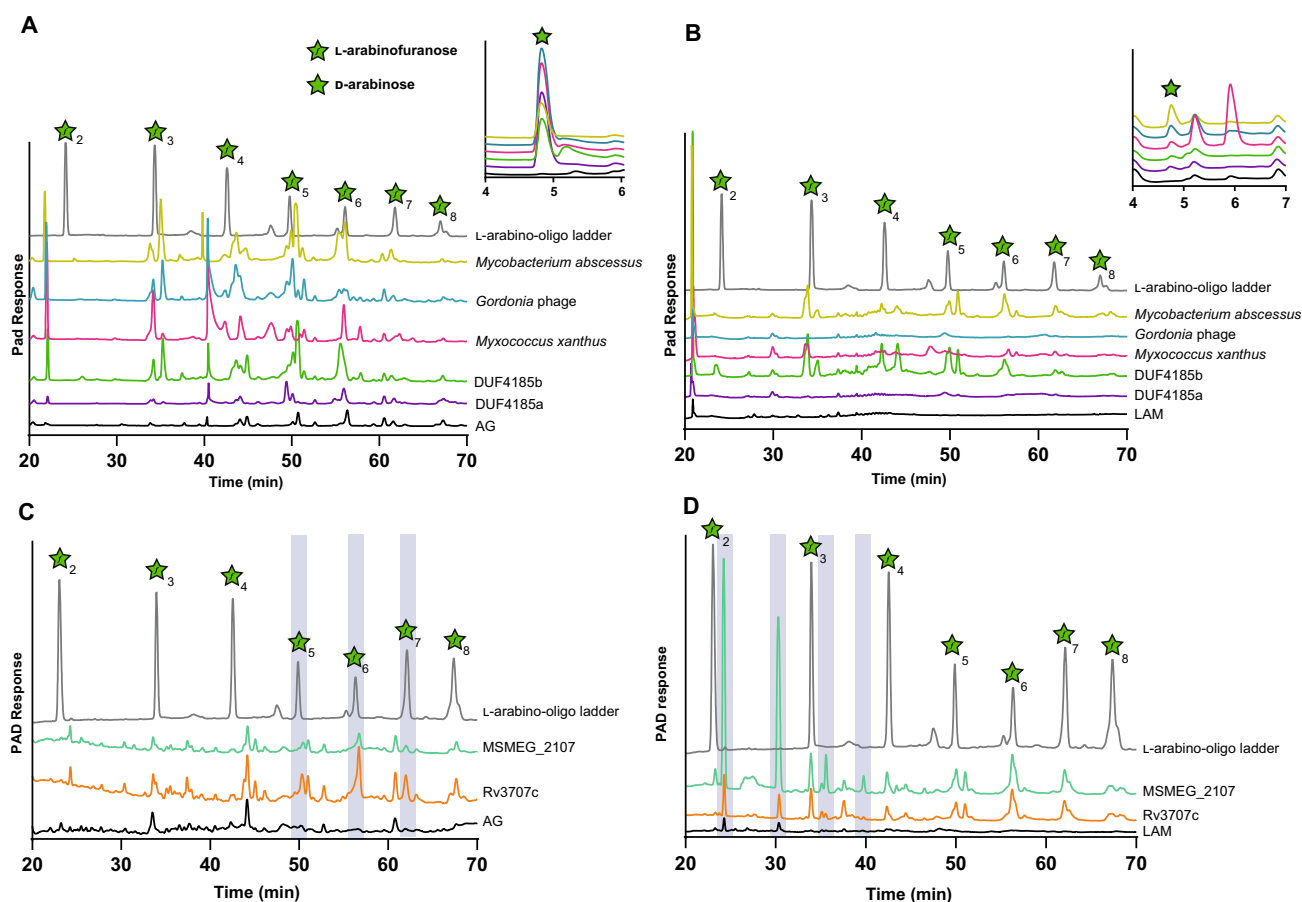 A
f L-arabinofuranose
D-arabinose
4 5 6
f 2
f 3
f 4
f 5
f 6
f 7
f 8
L-arabino-oligo ladder
Mycobacterium abscessus
Gordonia phage
Myxococcus xanthus
DUF4185b
DUF4185a
AG
Pad Response
20 30 40 50 60 70
Time (min)
B
4 5 6 7
f 2
f 3
f 4
f 5
f 6
f 7
f 8
L-arabino-oligo ladder
Mycobacterium abscessus
Gordonia phage
Myxococcus xanthus
DUF4185b
DUF4185a
LAM
PAD Response
20 30 40 50 60 70
Time (min)
C
f 2
f 3
f 4
f 5
f 6
f 7
f 8
L-arabino-oligo ladder
MSMEG_2107
Rv3707c
AG
PAD Response
20 30 40 50 60 70
Time (min)
D
f 2
f 3
f 4
f 5
f 6
f 7
f 8
L-arabino-oligo ladder
MSMEG_2107
Rv3707c
LAM
PAD response
20 30 40 50 60 70
Time (min)